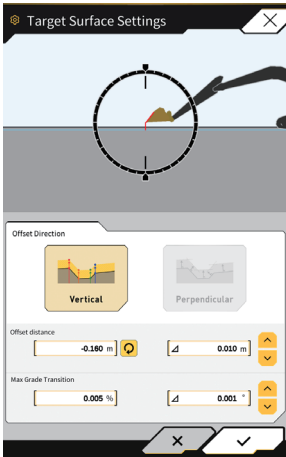 Target Surface Settings
Offset Direction
Vertical
Perpendicular
Offset distance
-0.160 m
0.010 m
Max Grade Transition
0.005 %
0.001 °